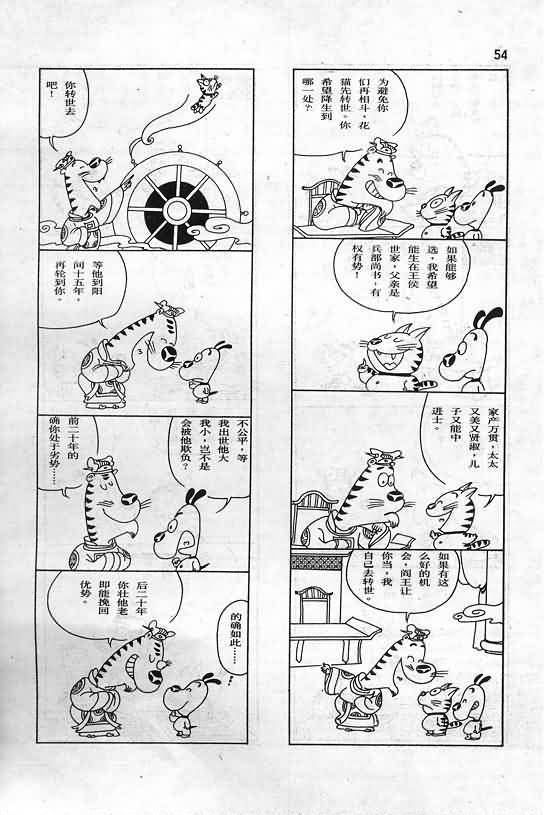 54
为避免你
们再相斗，花
猫先转世。你
希望降生到
哪一处？
如果能够
选，我希望
能生在王侯
世家，父亲是
兵部尚书，有
权有势！
家产万贯，太太
又美又贤淑，儿
子又能中
进士。
如果有这
么好的机
会，阎王让
你当，我
自己去转世。
你转世去
吧！
等他到阳
间十五年，
再轮到你。
不公平，等
我出世他大
我小，岂不是
会被他欺负？
前二十年的
确你处于劣势……
后二十年
你壮他老
即能挽回
优势。
的确如此……